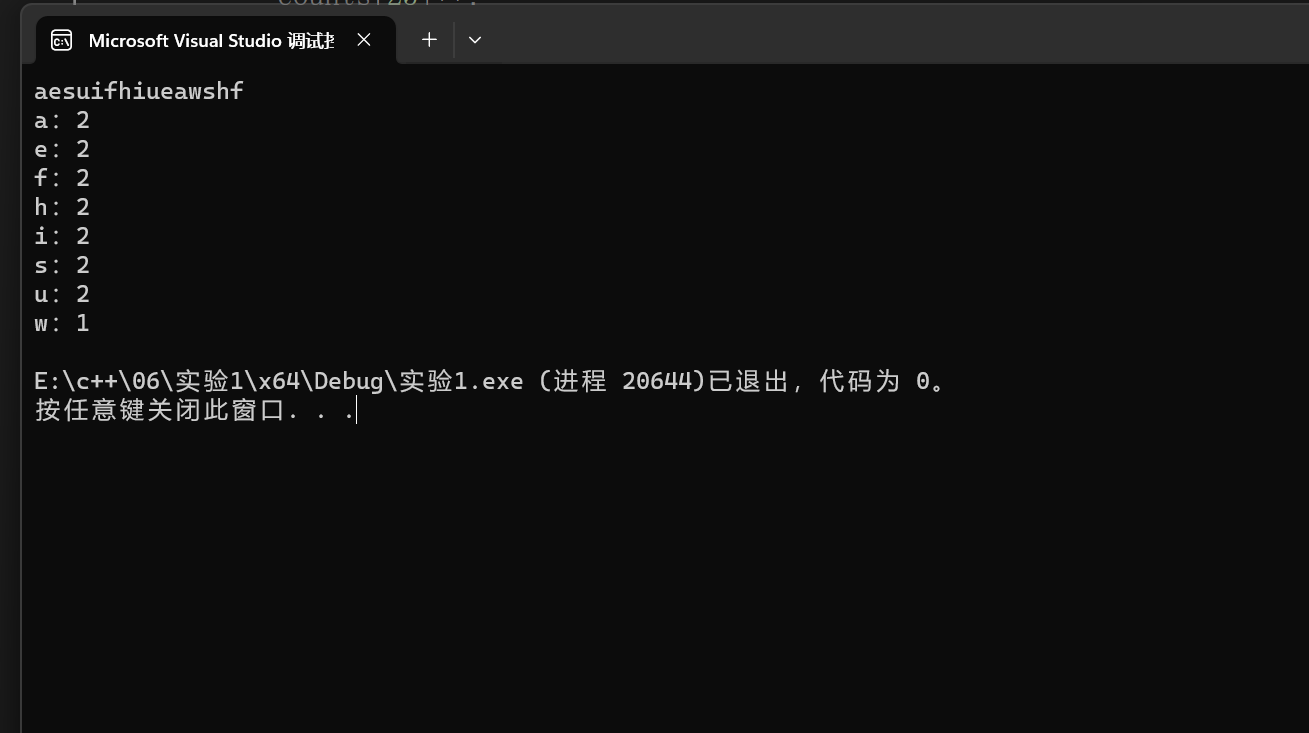 Microsoft Visual Studio 调试
aesuifhiueawshf
a: 2
e: 2
f: 2
h: 2
i: 2
s: 2
u: 2
w: 1
E:\c++\06\实验1\x64\Debug\实验1.exe (进程 20644)已退出，代码为 0。
按任意键关闭此窗口. . .